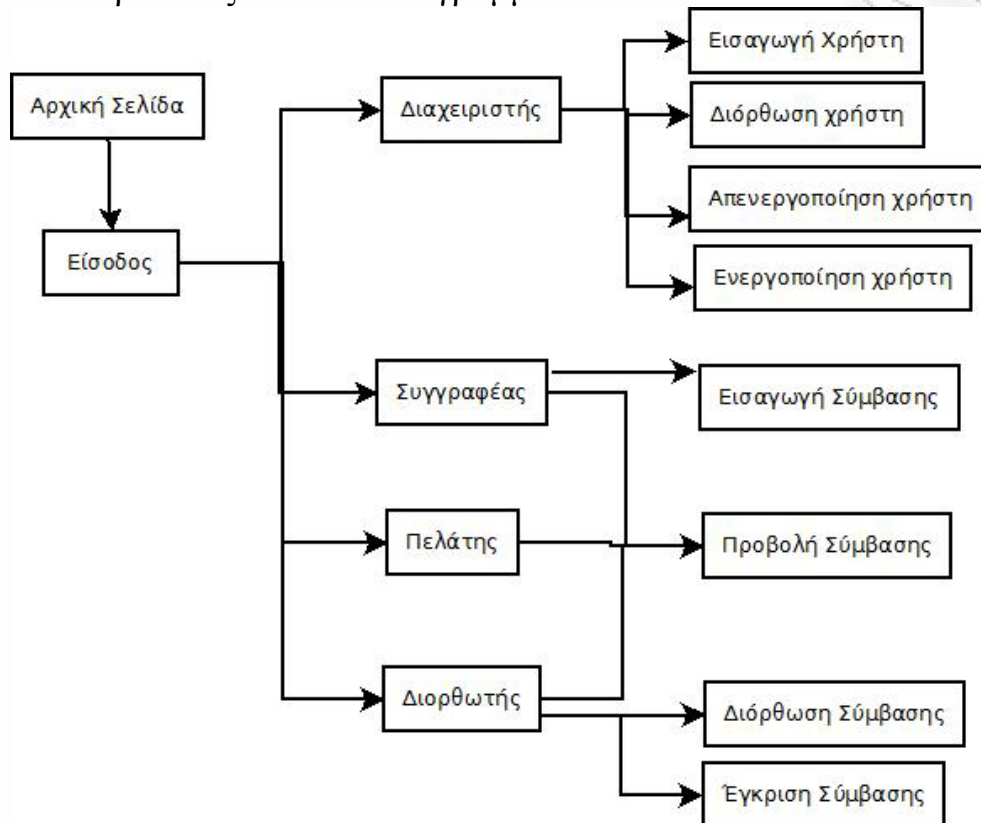 Αρχική Σελίδα
Είσοδος
Διαχειριστής
Εισαγωγή Χρήστη
Διόρθωση χρήστη
Απενεργοποίηση χρήστη
Ενεργοποίηση χρήστη
Συγγραφέας
Εισαγωγή Σύμβασης
Πελάτης
Προβολή Σύμβασης
Διορθωτής
Διόρθωση Σύμβασης
Έγκριση Σύμβασης